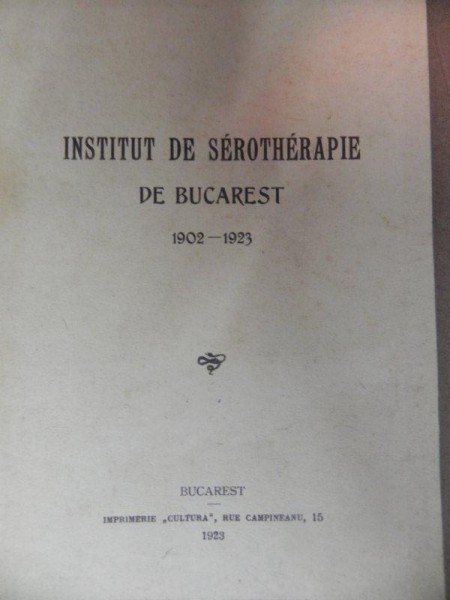 INSTITUT DE SÉROTHÉRAPIE
DE BUCAREST
1902—1923
BUCAREST
IMPRIMERIE „CULTURA", RUE CAMPINEANU, 15
1923